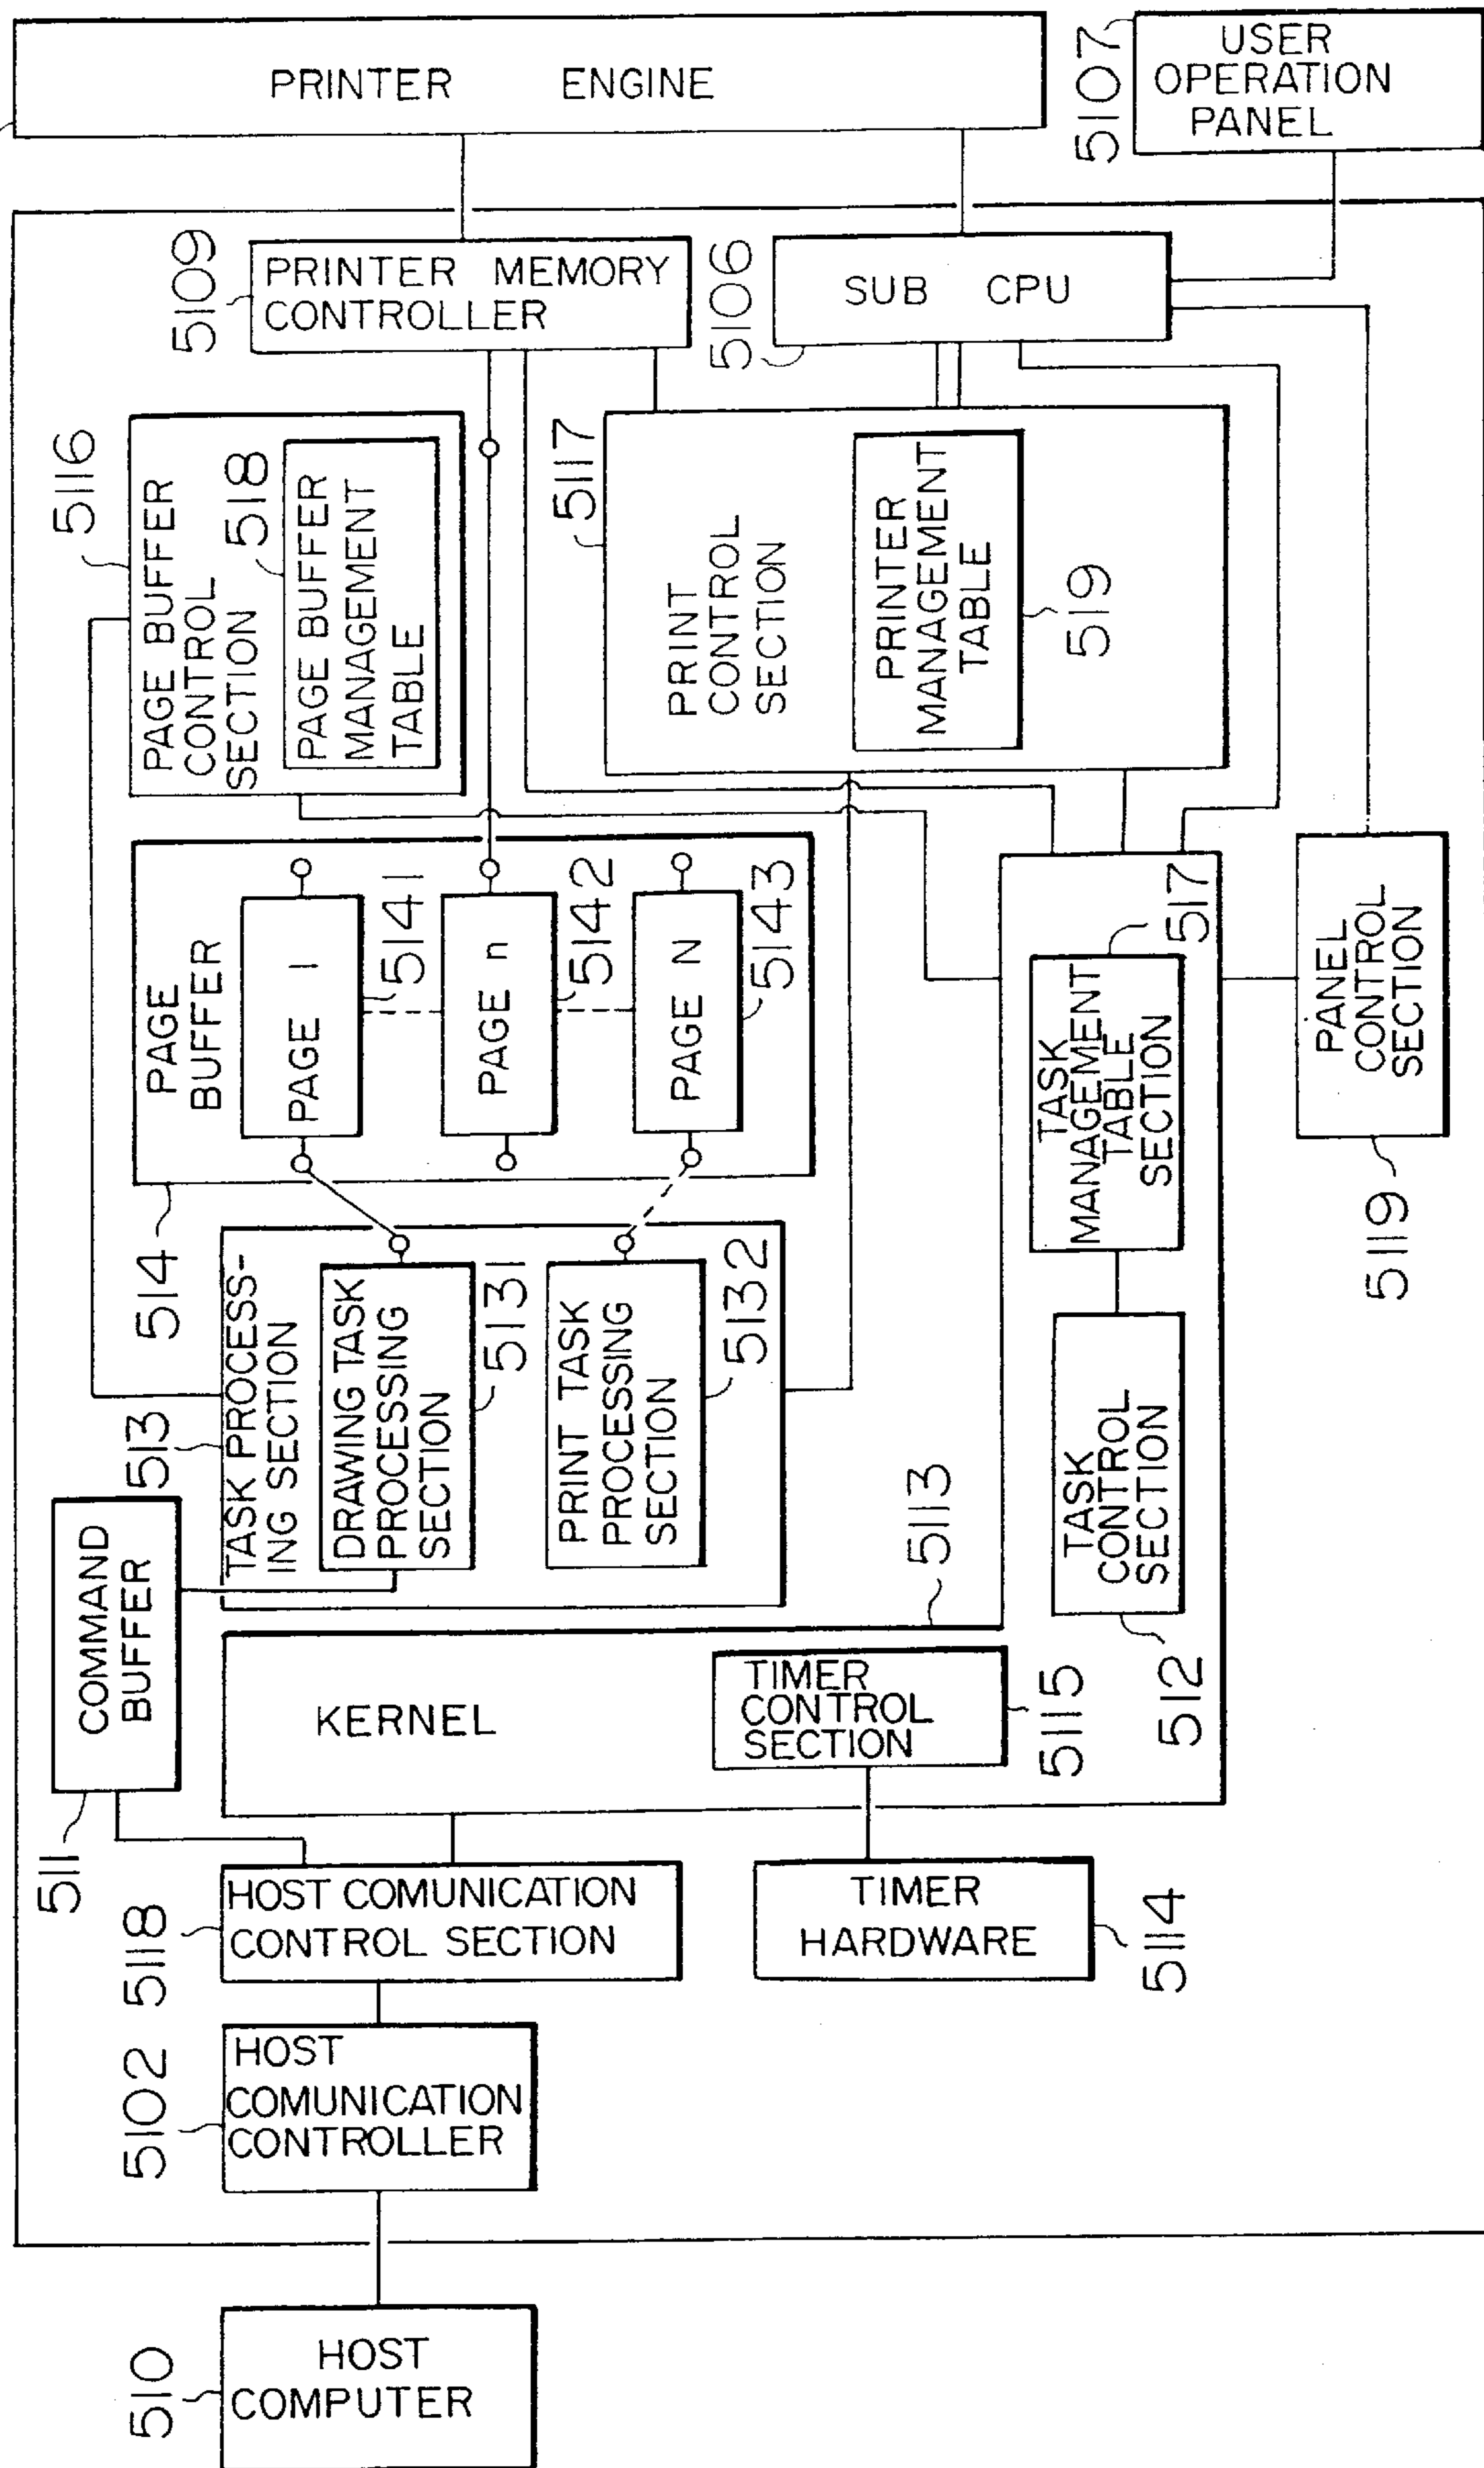 PRINTER ENGINE
5107
USER
OPERATION
PANEL
5109
PRINTER MEMORY
CONTROLLER
5106
SUB CPU
5116
PAGE BUFFER
CONTROL
SECTION
518
PAGE BUFFER
MANAGEMENT
TABLE
5117
PRINT
CONTROL
SECTION
PRINTER
MANAGEMENT
TABLE
519
514
PAGE
BUFFER
PAGE 1
5141
PAGE n
5142
PAGE N
5143
513
TASK PROCESS-
ING SECTION
DRAWING TASK
PROCESSING
SECTION
5131
PRINT TASK
PROCESSING
SECTION
5132
517
TASK
MANAGEMENT
TABLE
SECTION
PANEL
CONTROL
SECTION
5119
511
COMMAND
BUFFER
5113
KERNEL
TIMER
CONTROL
SECTION
5115
TASK
CONTROL
SECTION
512
5118
HOST COMUNICATION
CONTROL SECTION
TIMER
HARDWARE
5114
5102
HOST
COMUNICATION
CONTROLLER
510
HOST
COMPUTER